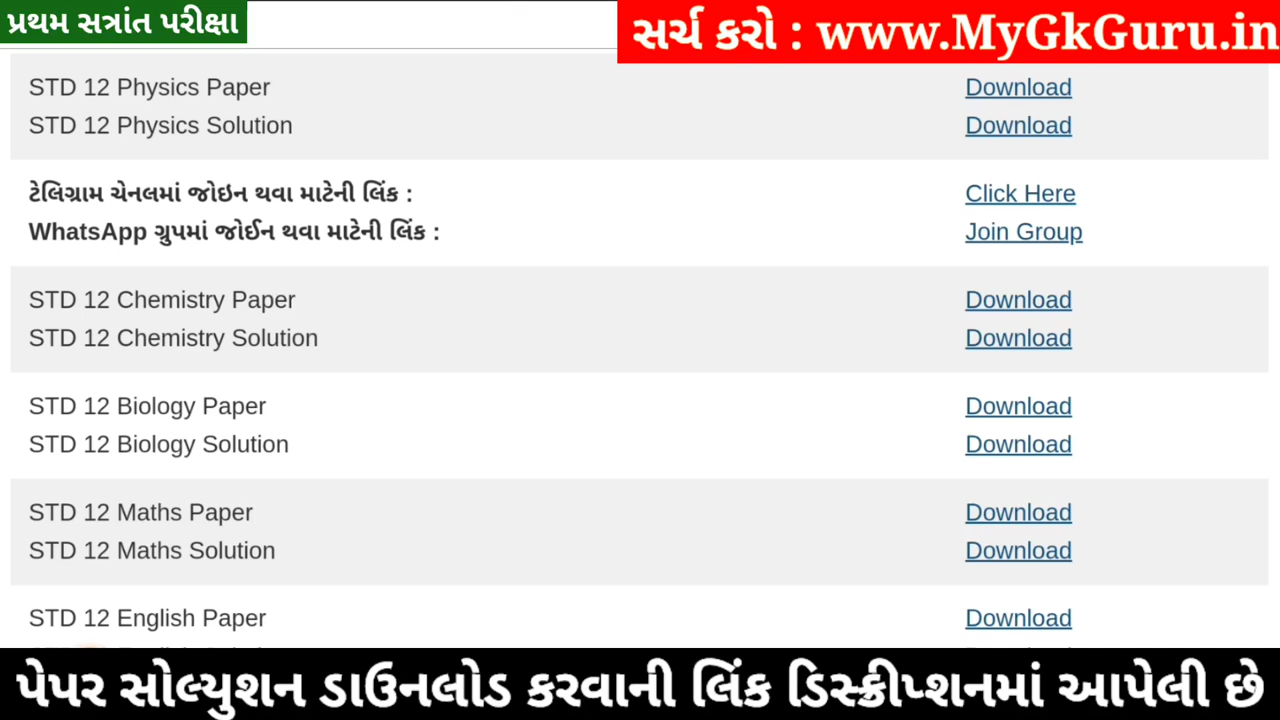 પ્રથમ સત્રાંત પરીક્ષા
સર્ચ કરો : www.MyGkGuru.in
STD 12 Physics Paper Download
STD 12 Physics Solution Download
ટેલિગ્રામ ચેનલમાં જોઇન થવા માટેની લિંક : Click Here
WhatsApp ગ્રુપમાં જોઈન થવા માટેની લિંક : Join Group
STD 12 Chemistry Paper Download
STD 12 Chemistry Solution Download
STD 12 Biology Paper Download
STD 12 Biology Solution Download
STD 12 Maths Paper Download
STD 12 Maths Solution Download
STD 12 English Paper Download
પેપર સોલ્યુશન ડાઉનલોડ કરવાની લિંક ડિસ્ક્રીપ્શનમાં આપેલી છે